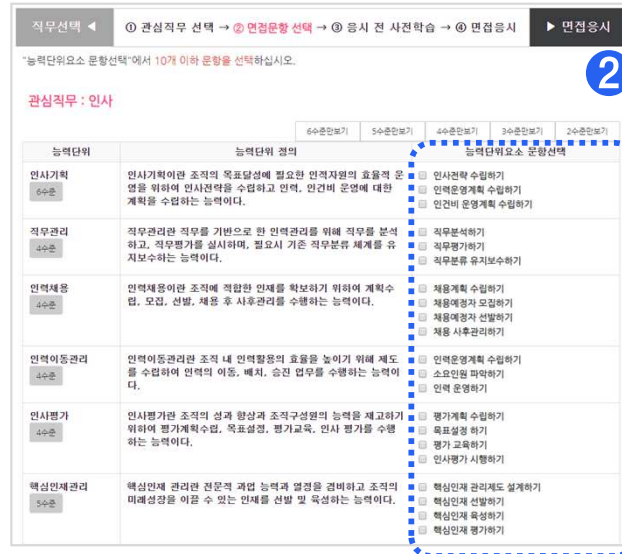 직무선택 ◀ ① 관심직무 선택 → ② 면접문항 선택 → ③ 응시 전 사전학습 → ④ 면접응시 ▶ 면접응시
"능력단위요소 문항선택"에서 10개 이하 문항을 선택하십시오.
2
관심직무 : 인사
6수준만보기 5수준만보기 4수준만보기 3수준만보기 2수준만보기
능력단위 능력단위 정의 능력단위요소 문항선택
인사기획
6수준
인사기획이란 조직의 목표달성에 필요한 인적자원의 효율적 운
영을 위하여 인사전략을 수립하고 인력, 인건비 운영에 대한
계획을 수립하는 능력이다.
인사전략 수립하기
인력운영계획 수립하기
인건비 운영계획 수립하기
직무관리
4수준
직무관리란 직무를 기반으로 한 인력관리를 위해 직무를 분석
하고, 직무평가를 실시하며, 필요시 기존 직무분류 체계를 유
지보수하는 능력이다.
직무분석하기
직무평가하기
직무분류 유지보수하기
인력채용
4수준
인력채용이란 조직에 적합한 인재를 확보하기 위하여 계획수
립, 모집, 선발, 채용 후 사후관리를 수행하는 능력이다.
채용계획 수립하기
채용예정자 모집하기
채용예정자 선발하기
채용 사후관리하기
인력이동관리
4수준
인력이동관리란 조직 내 인력활용의 효율을 높이기 위해 제도
를 수립하여 인력의 이동, 배치, 승진 업무를 수행하는 능력이
다.
인력운영계획 수립하기
소요인원 파악하기
인력 운영하기
인사평가
4수준
인사평가란 조직의 성과 향상과 조직구성원의 능력을 재고하기
위하여 평가계획수립, 목표설정, 평가교육, 인사 평가를 수행
하는 능력이다.
평가계획 수립하기
목표설정 하기
평가 교육하기
인사평가 시행하기
핵심인재관리
5수준
핵심인재 관리란 전문적 과업 능력과 열정을 겸비하고 조직의
미래성장을 이끌 수 있는 인재를 선발 및 육성하는 능력이다.
핵심인재 관리제도 설계하기
핵심인재 선발하기
핵심인재 육성하기
핵심인재 평가하기